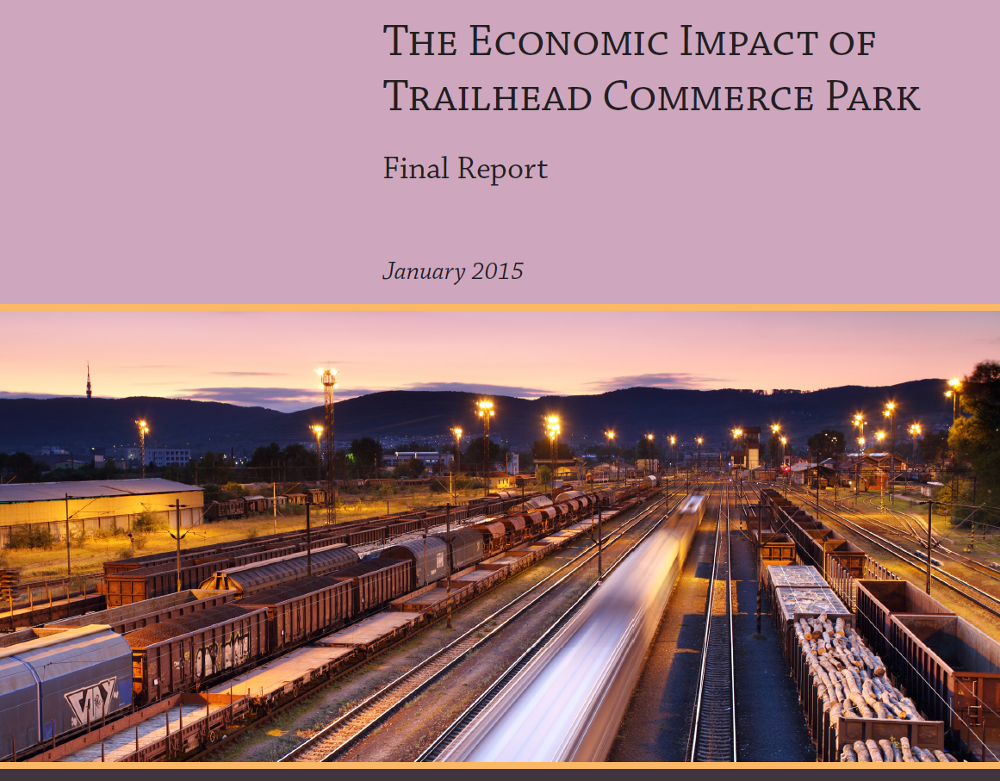 The Economic Impact of
Trailhead Commerce Park
Final Report
January 2015